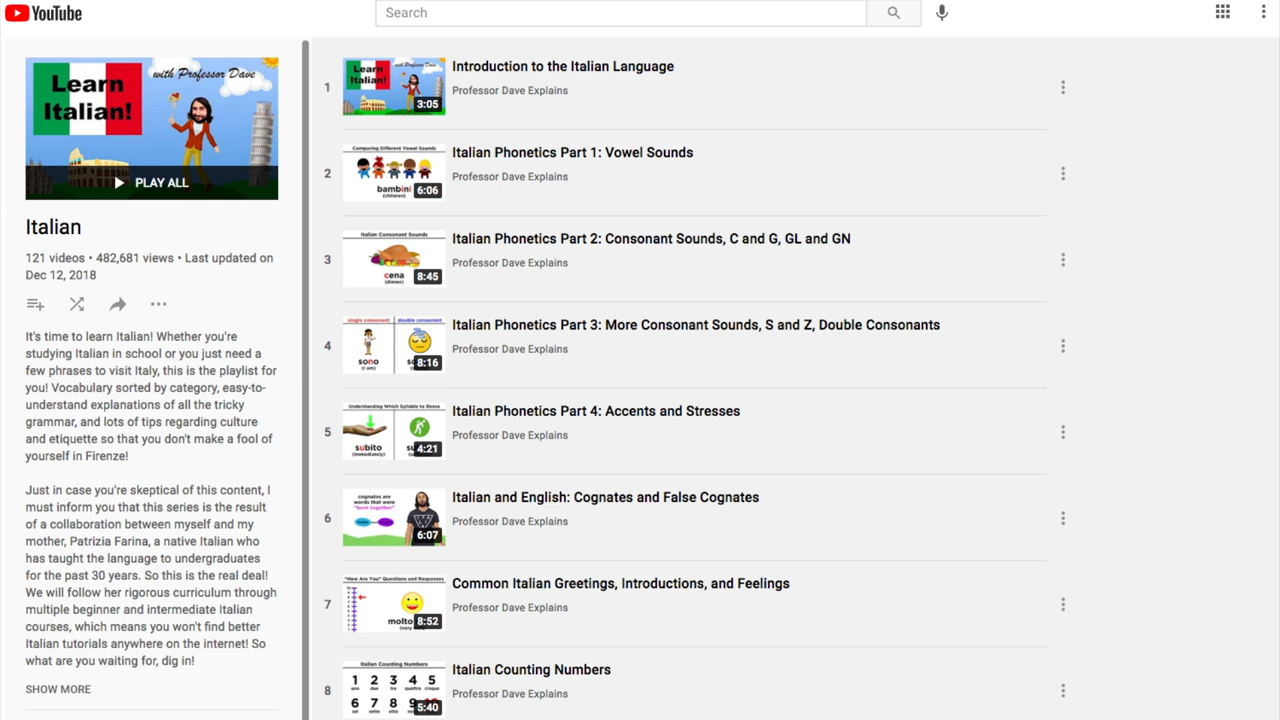 YouTube
Search
Learn
Italian!
with Professor Dave
PLAY ALL
Italian
121 videos • 482,681 views • Last updated on
Dec 12, 2018
It's time to learn Italian! Whether you're
studying Italian in school or you just need a
few phrases to visit Italy, this is the playlist for
you! Vocabulary sorted by category, easy-to-
understand explanations of all the tricky
grammar, and lots of tips regarding culture
and etiquette so that you don't make a fool of
yourself in Firenze!
Just in case you're skeptical of this content, I
must inform you that this series is the result
of a collaboration between myself and my
mother, Patrizia Farina, a native Italian who
has taught the language to undergraduates
for the past 30 years. So this is the real deal!
We will follow her rigorous curriculum through
multiple beginner and intermediate Italian
courses, which means you won't find better
Italian tutorials anywhere on the internet! So
what are you waiting for, dig in!
SHOW MORE
1
Learn
Italian!
with Professor Dave
3:05
Introduction to the Italian Language
Professor Dave Explains
2
Comparing Different Vowel Sounds
bambini
(children)
6:06
Italian Phonetics Part 1: Vowel Sounds
Professor Dave Explains
3
Italian Consonant Sounds
cena
(dinner)
8:45
Italian Phonetics Part 2: Consonant Sounds, C and G, GL and GN
Professor Dave Explains
4
single consonant double consonant
sono
(I am)
8:16
Italian Phonetics Part 3: More Consonant Sounds, S and Z, Double Consonants
Professor Dave Explains
5
Understanding Which Syllable to Stress
subito
(immediately)
4:21
Italian Phonetics Part 4: Accents and Stresses
Professor Dave Explains
6
cognates are
words that were
"born together"
6:07
Italian and English: Cognates and False Cognates
Professor Dave Explains
7
"How Are You" Questions and Responses
molto
8:52
Common Italian Greetings, Introductions, and Feelings
Professor Dave Explains
8
Italian Counting Numbers
1 2 3 4 5
uno due tre quattro cinque
6 7 8 9
sei sette otto
5:40
Italian Counting Numbers
Professor Dave Explains